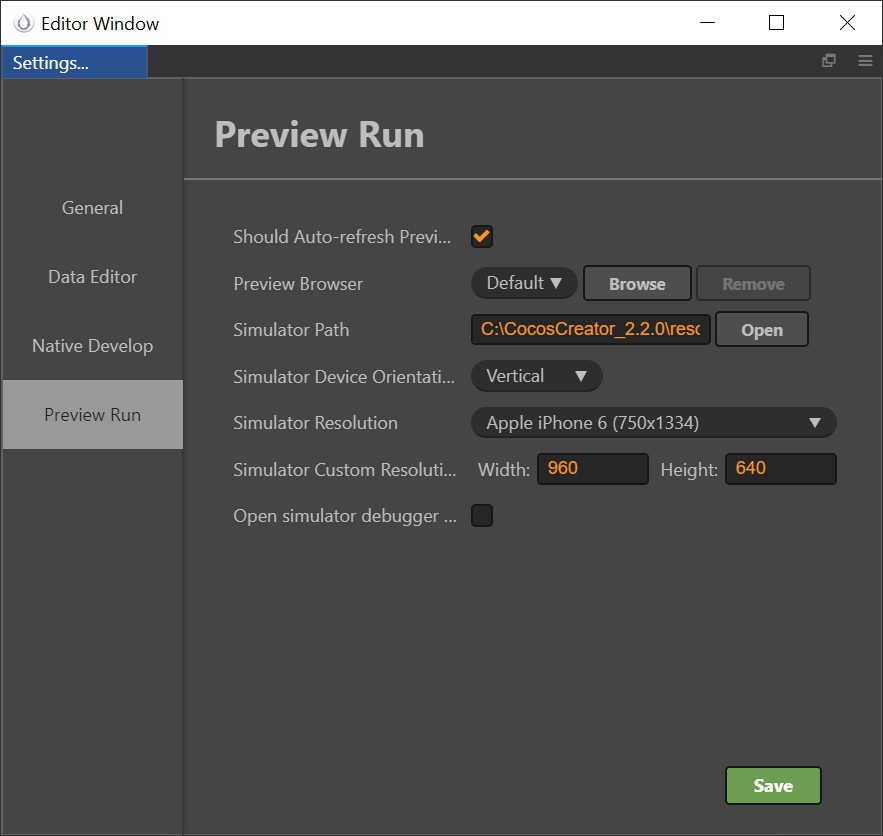 Editor Window
Settings...
Preview Run
General
Data Editor
Native Develop
Preview Run
Should Auto-refresh Previ...
Preview Browser Default Browse Remove
Simulator Path C:\CocosCreator_2.2.0\resc Open
Simulator Device Orientati... Vertical
Simulator Resolution Apple iPhone 6 (750x1334)
Simulator Custom Resoluti... Width: 960 Height: 640
Open simulator debugger ...
Save